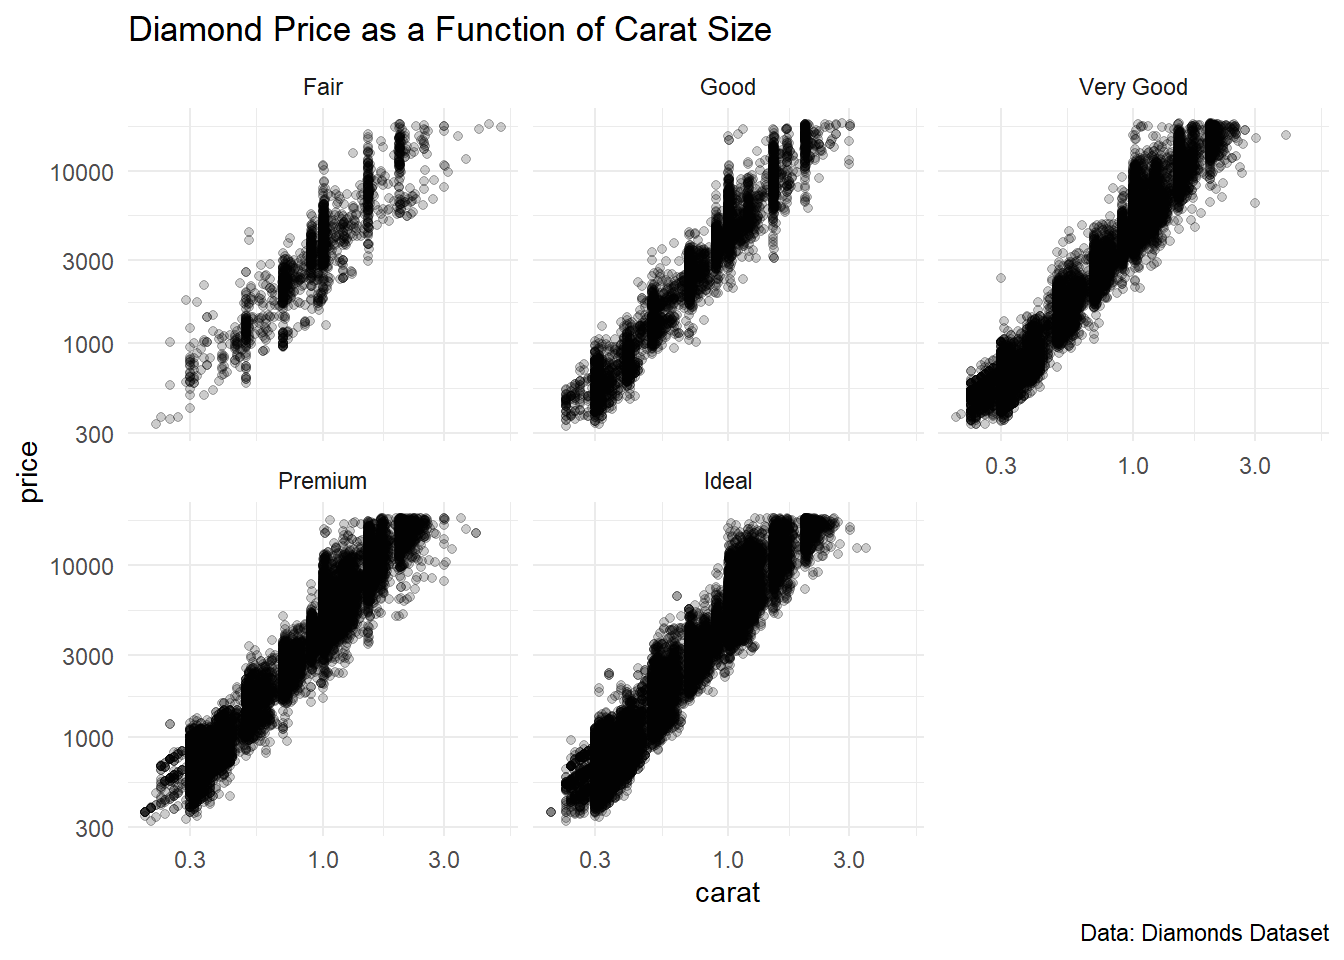 Diamond Price as a Function of Carat Size
Fair Good Very Good
10000
3000
1000
300
0.3 1.0 3.0
price
Premium Ideal
10000
3000
1000
300
0.3 1.0 3.0 0.3 1.0 3.0
carat
Data: Diamonds Dataset